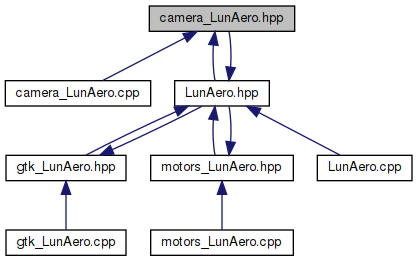 camera_LunAero.hpp
camera_LunAero.cpp
LunAero.hpp
gtk_LunAero.hpp
motors_LunAero.hpp
LunAero.cpp
gtk_LunAero.cpp
motors_LunAero.cpp